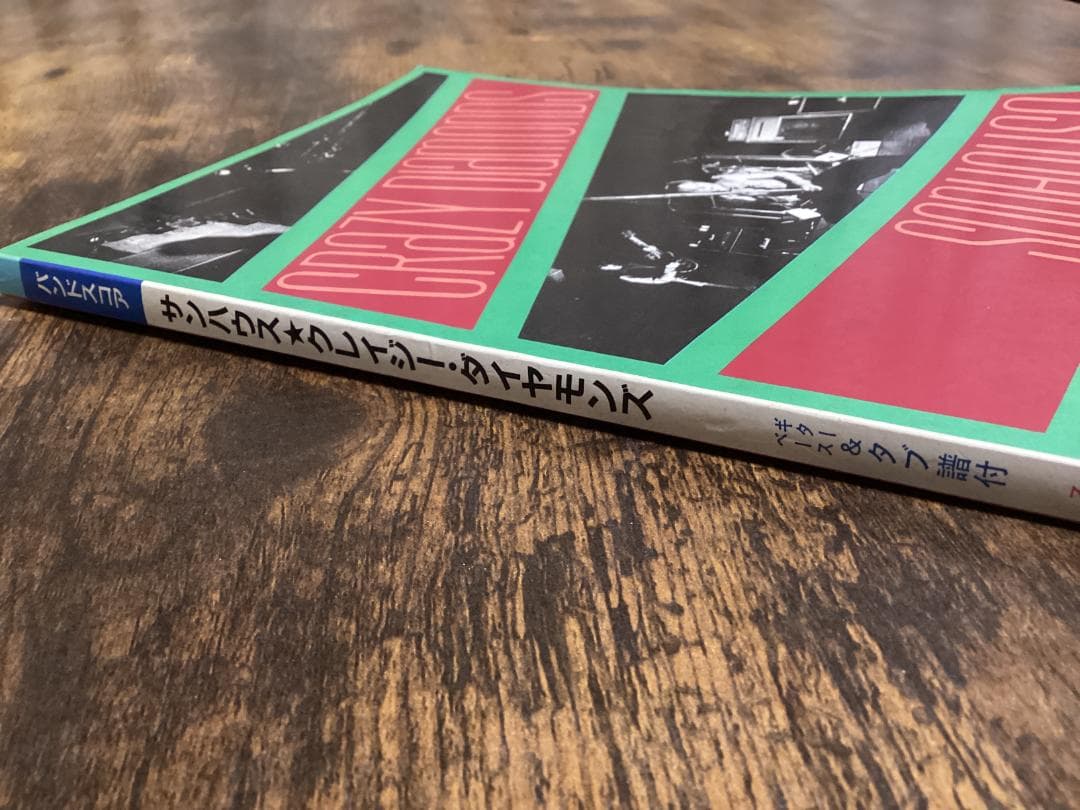 バンドスコア
サンハウス★クレイジー・ダイヤモンズ
ギター
ベース
&タブ譜付
CRAZY DIAMONDS
SONHOUSE